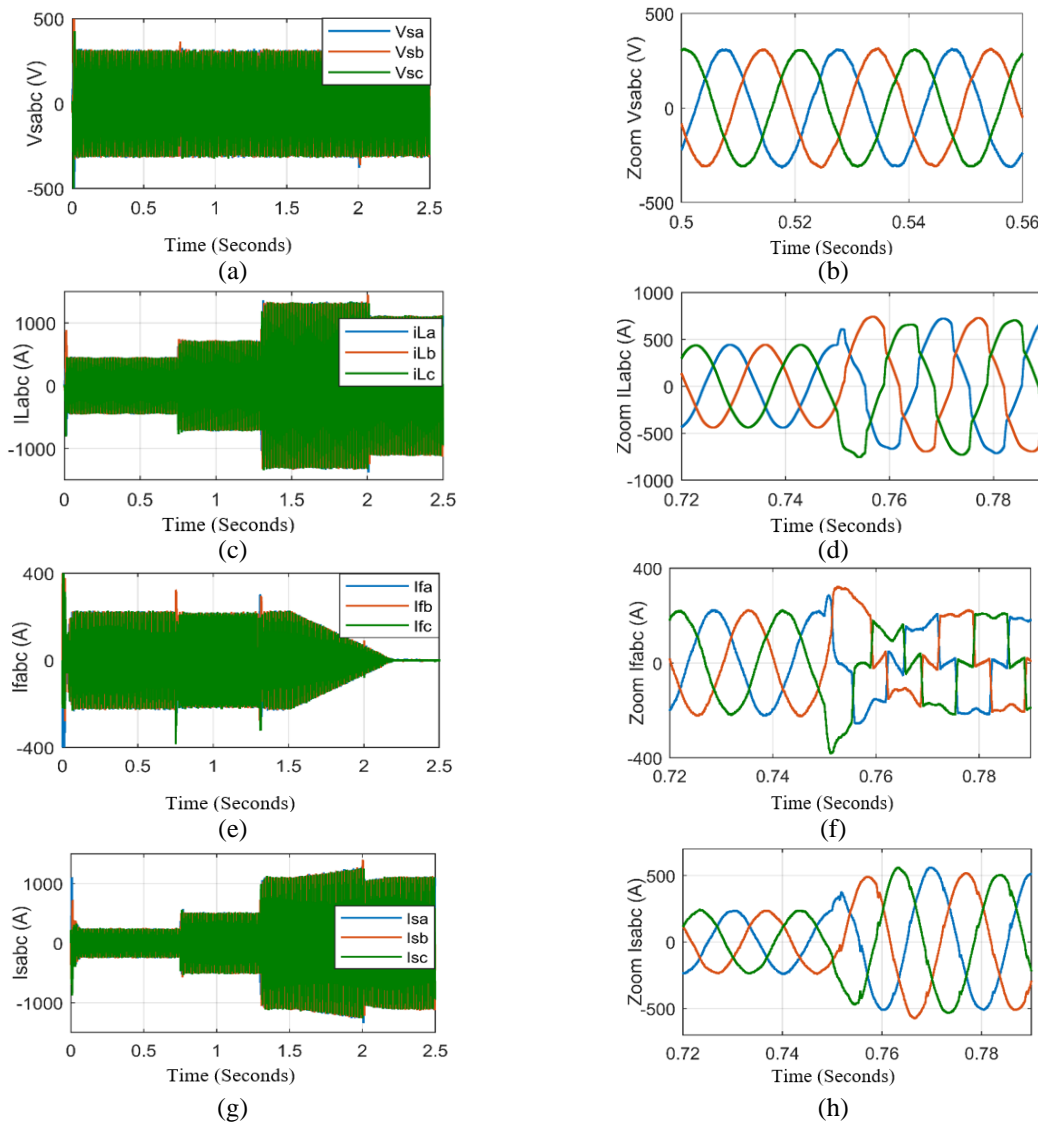 500
0
-500
Vsabc (V)
Vsa
Vsb
Vsc
0 0.5 1 1.5 2 2.5
Time (Seconds)
(a)
500
0
-500
Zoom Vsabc (V)
0.5 0.52 0.54 0.56
Time (Seconds)
(b)
1000
0
-1000
ILabc (A)
iLa
iLb
iLc
0 0.5 1 1.5 2 2.5
Time (Seconds)
(c)
1000
500
0
-500
-1000
Zoom ILabc (A)
0.72 0.74 0.76 0.78
Time (Seconds)
(d)
400
0
-400
Ifabc (A)
Ifa
Ifb
Ifc
0 0.5 1 1.5 2 2.5
Time (Seconds)
(e)
400
200
0
-200
-400
Zoom Ifabc (A)
0.72 0.74 0.76 0.78
Time (Seconds)
(f)
1000
0
-1000
Isabc (A)
Isa
Isb
Isc
0 0.5 1 1.5 2 2.5
Time (Seconds)
(g)
500
0
-500
Zoom Isabc (A)
0.72 0.74 0.76 0.78
Time (Seconds)
(h)